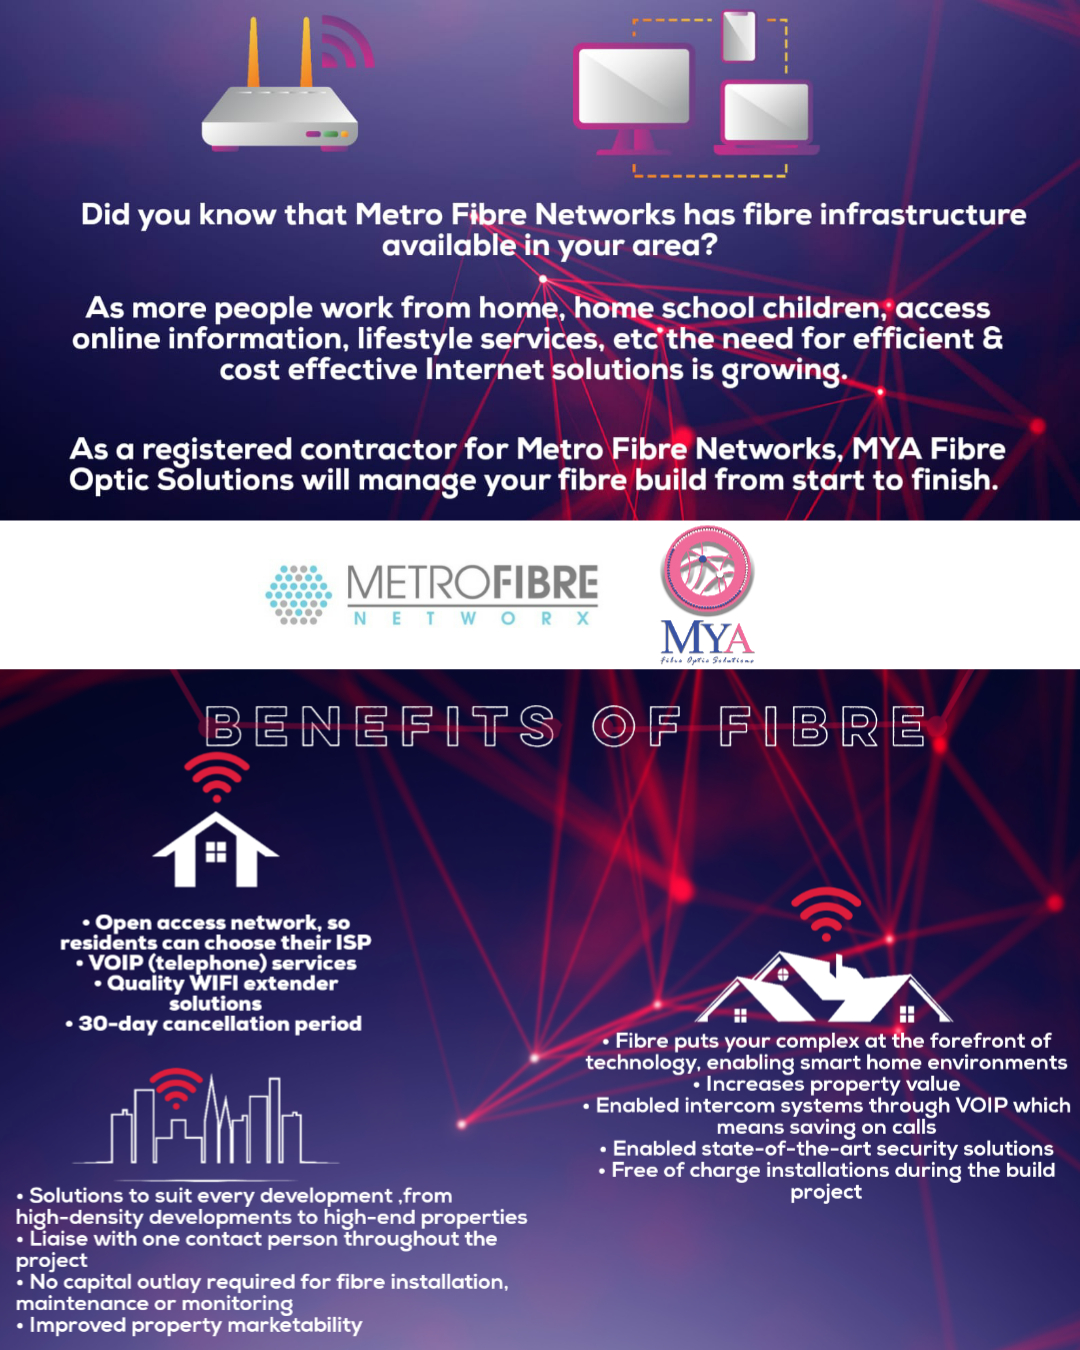 Did you know that Metro Fibre Networks has fibre infrastructure
available in your area?
As more people work from home, home school children, access
online information, lifestyle services, etc the need for efficient &
cost effective Internet solutions is growing.
As a registered contractor for Metro Fibre Networks, MYA Fibre
Optic Solutions will manage your fibre build from start to finish.
METROFIBRE
NETWORX
MYA
Fibre Optic Solutions
BENEFITS OF FIBRE
• Open access network, so
residents can choose their ISP
• VOIP (telephone) services
• Quality WIFI extender
solutions
• 30-day cancellation period
• Fibre puts your complex at the forefront of
technology, enabling smart home environments
• Increases property value
• Enabled intercom systems through VOIP which
means saving on calls
• Enabled state-of-the-art security solutions
• Free of charge installations during the build
project
• Solutions to suit every development ,from
high-density developments to high-end properties
• Liaise with one contact person throughout the
project
• No capital outlay required for fibre installation,
maintenance or monitoring
• Improved property marketability